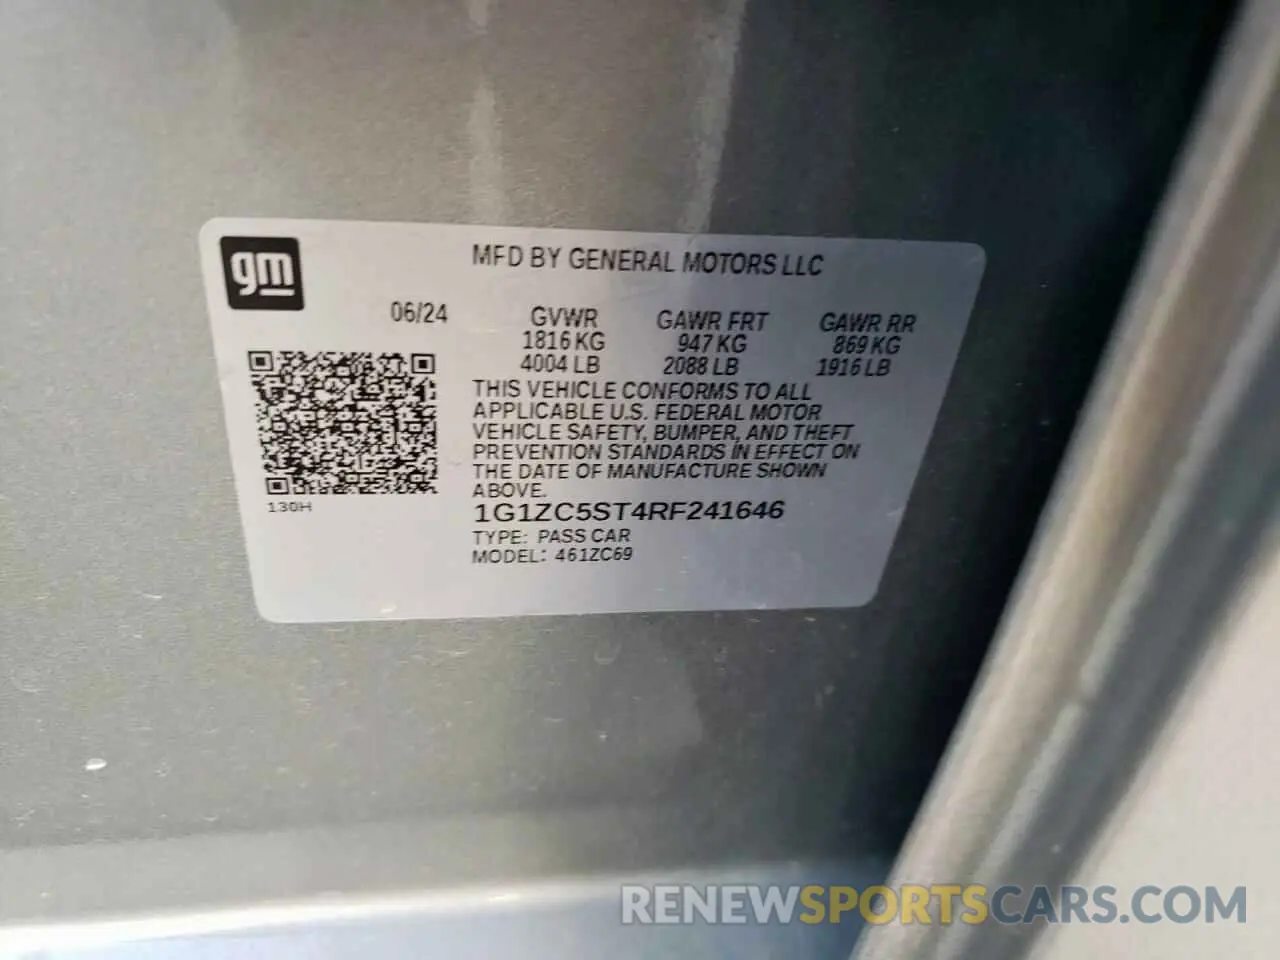 gm
MFD BY GENERAL MOTORS LLC
06/24
GVWR
1816 KG
4004 LB
GAWR FRT
947 KG
2088 LB
GAWR RR
869 KG
1916 LB
THIS VEHICLE CONFORMS TO ALL
APPLICABLE U.S. FEDERAL MOTOR
VEHICLE SAFETY, BUMPER, AND THEFT
PREVENTION STANDARDS IN EFFECT ON
THE DATE OF MANUFACTURE SHOWN
ABOVE.
130H
1G1ZC5ST4RF241646
TYPE: PASS CAR
MODEL: 461ZC69
RENEWSPORTSCARS.COM